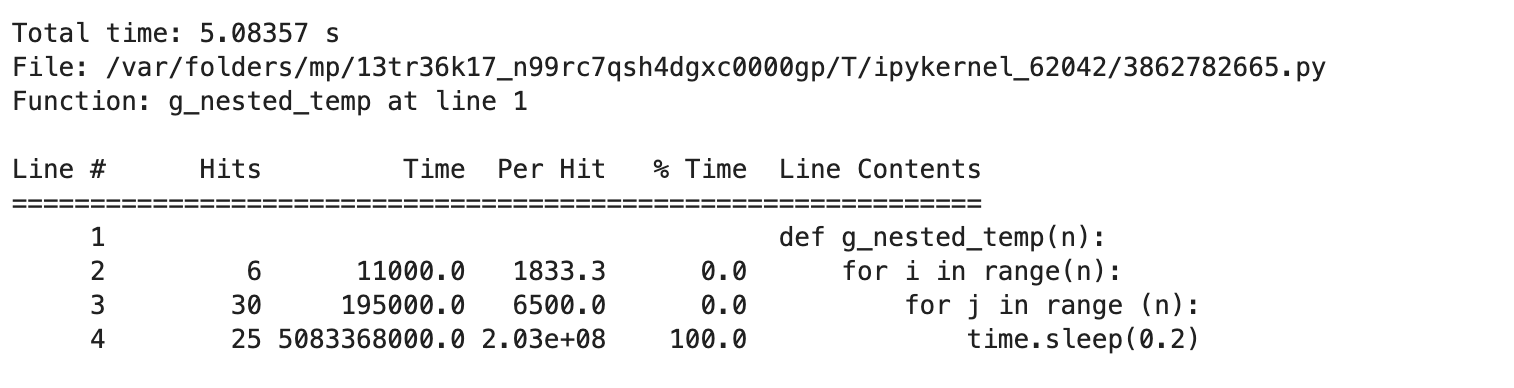 Total time: 5.08357 s
File: /var/folders/mp/13tr36k17_n99rc7qsh4dgxc0000gp/T/ipykernel_62042/3862782665.py
Function: g_nested_temp at line 1

Line #      Hits         Time  Per Hit   % Time  Line Contents
==============================================================
     1                                           def g_nested_temp(n):
     2         6      11000.0   1833.3      0.0      for i in range(n):
     3        30     195000.0   6500.0      0.0          for j in range (n):
     4        25 5083368000.0 2.03e+08    100.0              time.sleep(0.2)